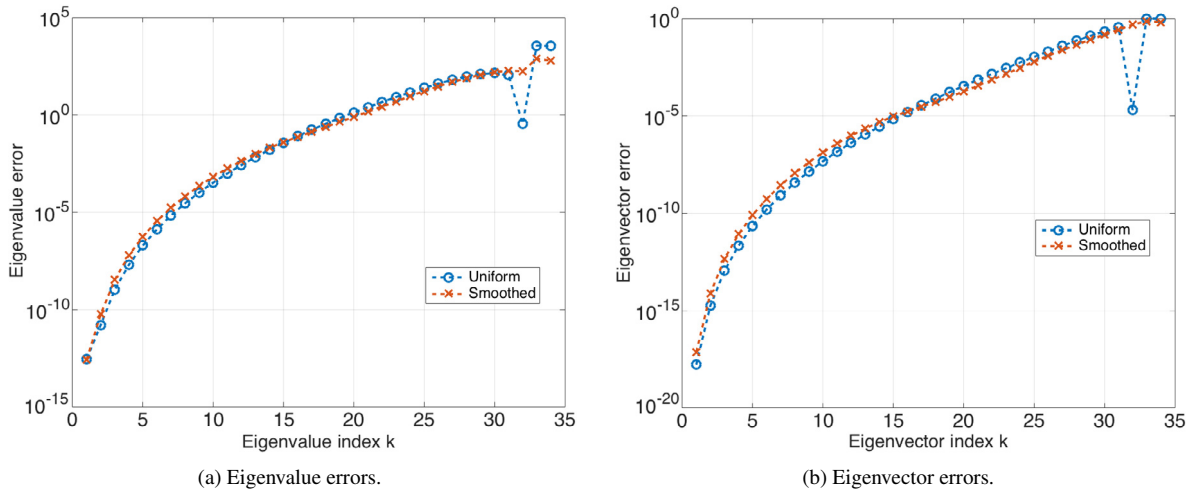 10^5
10^0
10^-5
10^-10
10^-15
Eigenvalue error
0 5 10 15 20 25 30 35
Eigenvalue index k
Uniform
Smoothed
(a) Eigenvalue errors.
10^0
10^-5
10^-10
10^-15
10^-20
Eigenvector error
0 5 10 15 20 25 30 35
Eigenvector index k
Uniform
Smoothed
(b) Eigenvector errors.